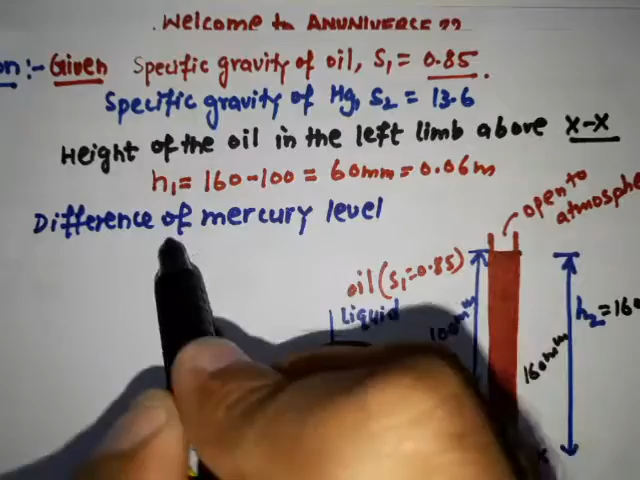 Welcome to ANUNIVERSE 22
on:- Given Specific gravity of oil, S₁ = 0.85.
Specific gravity of Hg, S₂ = 13.6
Height of the oil in the left limb above X-X
h₁ = 160-100 = 60mm = 0.06m
Difference of mercury level
open to
atmosphe
oil (S₁=0.85)
Liquid
100mm
160mm
h₂=160